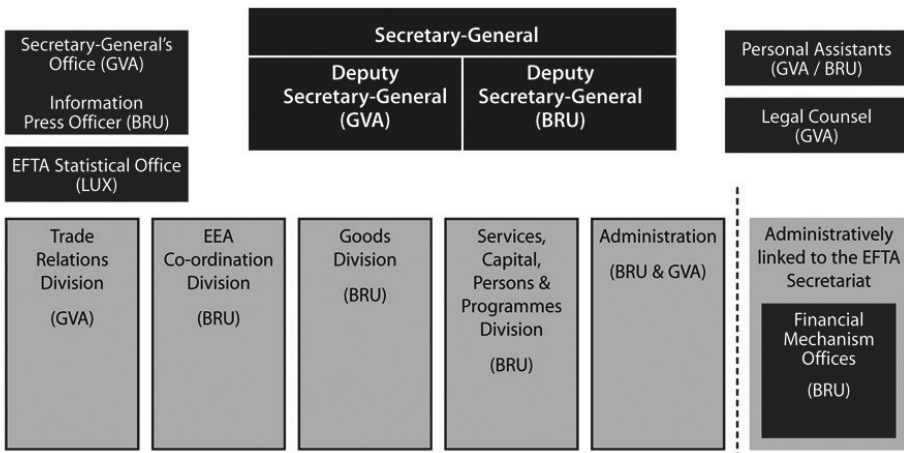 Secretary-General's
Office (GVA)
Information
Press Officer (BRU)
EFTA Statistical Office
(LUX)
Secretary-General
Deputy
Secretary-General
(GVA)
Deputy
Secretary-General
(BRU)
Personal Assistants
(GVA / BRU)
Legal Counsel
(GVA)
Trade
Relations
Division
(GVA)
EEA
Co-ordination
Division
(BRU)
Goods
Division
(BRU)
Services,
Capital,
Persons &
Programmes
Division
(BRU)
Administration
(BRU & GVA)
Administratively
linked to the EFTA
Secretariat
Financial
Mechanism
Offices
(BRU)